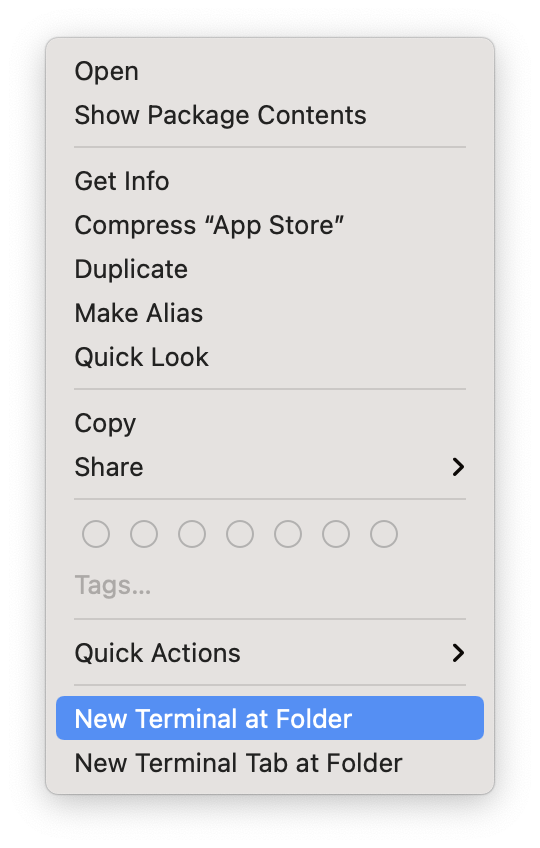 Open
Show Package Contents
Get Info
Compress “App Store”
Duplicate
Make Alias
Quick Look
Copy
Share
Tags...
Quick Actions
New Terminal at Folder
New Terminal Tab at Folder